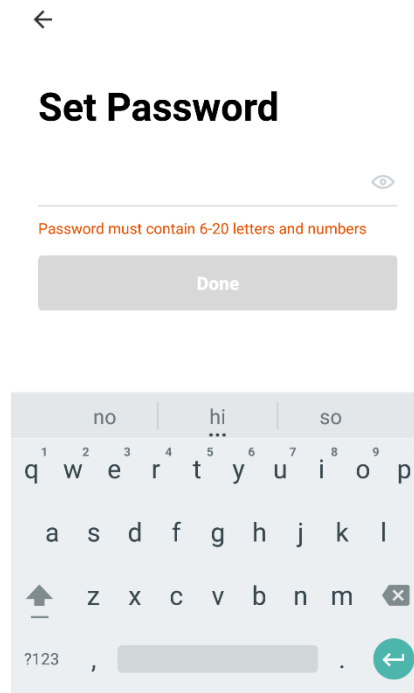 Set Password
Password must contain 6-20 letters and numbers
Done
no hi so
1 2 3 4 5 6 7 8 9
q w e r t y u i o p
a s d f g h j k l
z x c v b n m
?123 , .